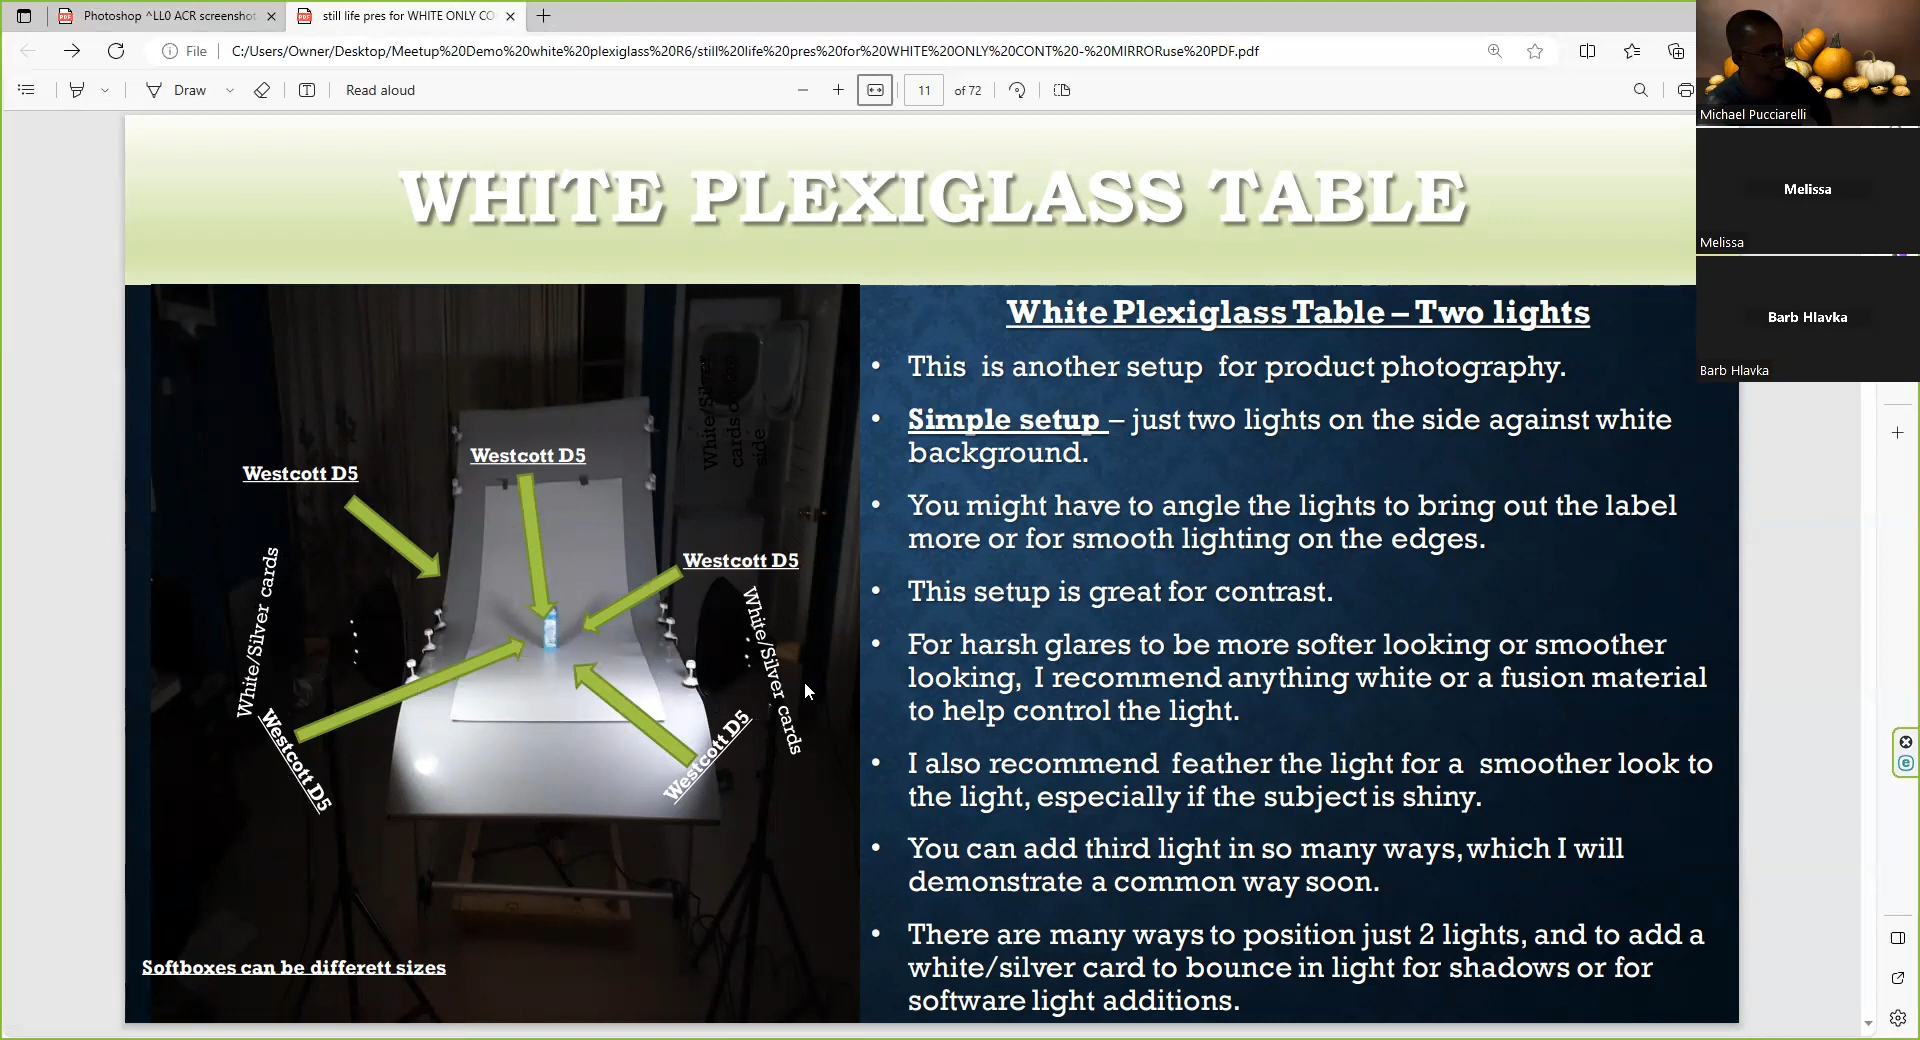 Photoshop ^LL0 ACR screenshot
still life pres for WHITE ONLY CO
File
C:/Users/Owner/Desktop/Meetup%20Demo%20white%20plexiglass%20R6/still%20life%20pres%20for%20WHITE%20ONLY%20CONT%20-%20MIRRORuse%20PDF.pdf
Draw
Read aloud
11 of 72
Michael Pucciarelli
Melissa
Melissa
Barb Hlavka
Barb Hlavka
WHITE PLEXIGLASS TABLE
Westcott D5
Westcott D5
Westcott D5
White/Silver cards
White/Silver cards
White/Silver
cards
side
Westcott D5
Westcott D5
Softboxes can be differett sizes
White Plexiglass Table – Two lights
• This is another setup for product photography.
• Simple setup – just two lights on the side against white
background.
• You might have to angle the lights to bring out the label
more or for smooth lighting on the edges.
• This setup is great for contrast.
• For harsh glares to be more softer looking or smoother
looking, I recommend anything white or a fusion material
to help control the light.
• I also recommend feather the light for a smoother look to
the light, especially if the subject is shiny.
• You can add third light in so many ways, which I will
demonstrate a common way soon.
• There are many ways to position just 2 lights, and to add a
white/silver card to bounce in light for shadows or for
software light additions.